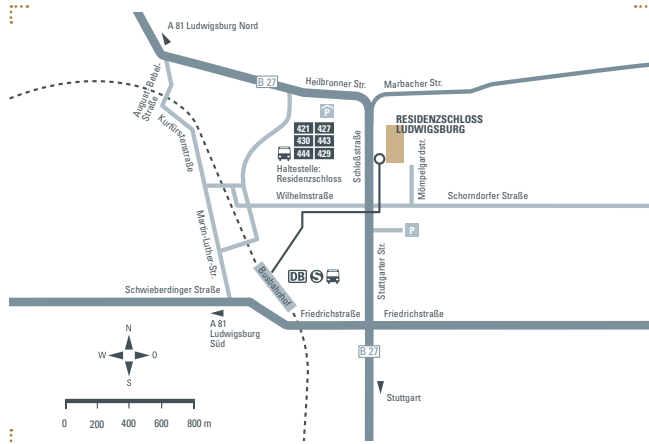 A 81 Ludwigsburg Nord
B 27
Heilbronner Str.
Marbacher Str.
August-Bebel-
Straße
Kurfürstenstraße
P
421 427
430 443
444 429
Haltestelle:
Residenzschloss
Schloßstraße
RESIDENZSCHLOSS
LUDWIGSBURG
Mömpelgardstr.
Wilhelmstraße
Schorndorfer Straße
Martin-Luther-Str.
P
Stuttgarter Str.
Busbahnhof
DB S
Schwieberdinger Straße
Friedrichstraße
Friedrichstraße
A 81
Ludwigsburg
Süd
B 27
Stuttgart
N
W O
S
0 200 400 600 800 m